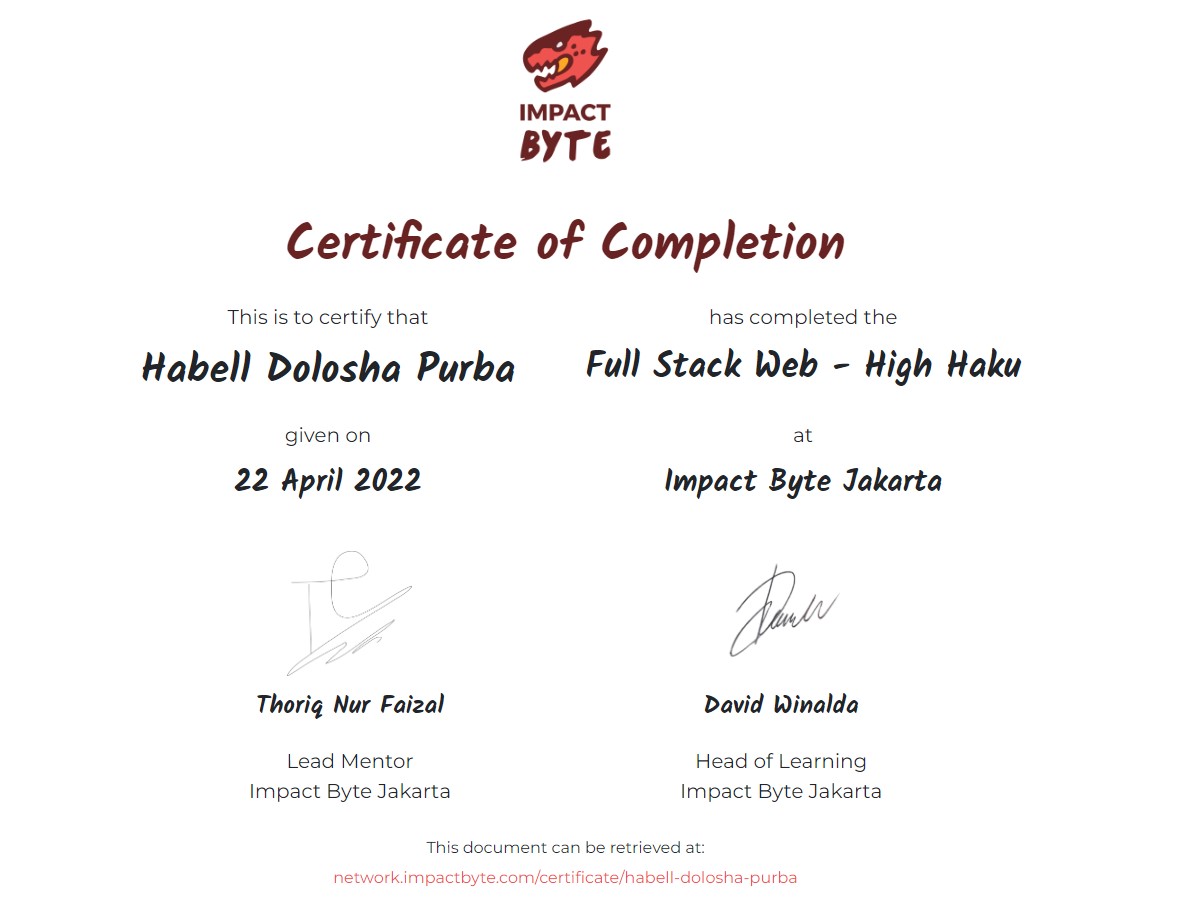 IMPACT
BYTE
Certificate of Completion
This is to certify that
Habell Dolosha Purba
has completed the
Full Stack Web - High Haku
given on
22 April 2022
at
Impact Byte Jakarta
Thoriq Nur Faizal
Lead Mentor
Impact Byte Jakarta
David Winalda
Head of Learning
Impact Byte Jakarta
This document can be retrieved at:
network.impactbyte.com/certificate/habell-dolosha-purba